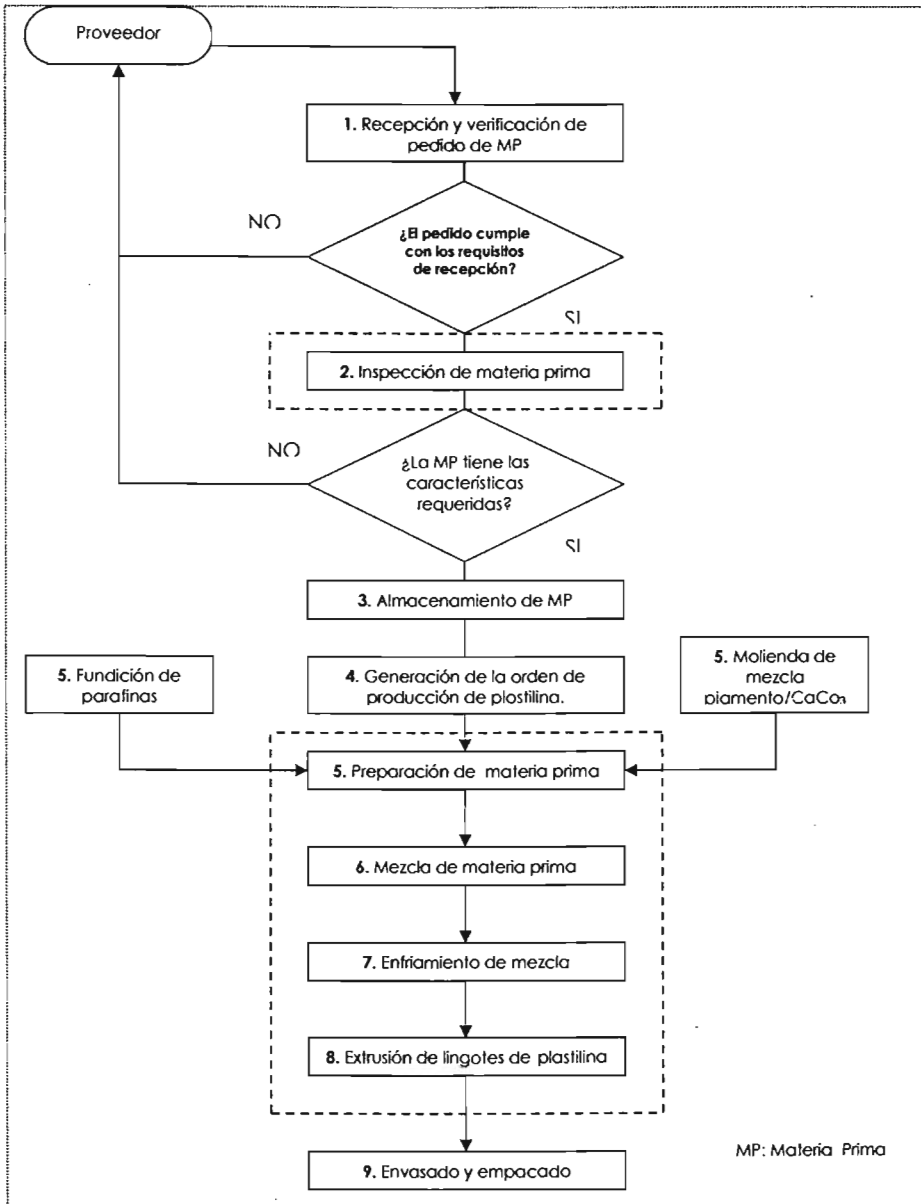 Proveedor
1. Recepción y verificación de
pedido de MP
NO
¿El pedido cumple
con los requisitos
de recepción?
SI
2. Inspección de materia prima
NO
¿La MP tiene las
características
requeridas?
SI
3. Almacenamiento de MP
5. Fundición de
parafinas
4. Generación de la orden de
producción de plostilina.
5. Molienda de
mezcla
piamento/CaCo3
5. Preparación de materia prima
6. Mezcla de materia prima
7. Enfriamiento de mezcla
8. Extrusión de lingotes de plastilina
9. Envasado y empacado
MP: Materia Prima